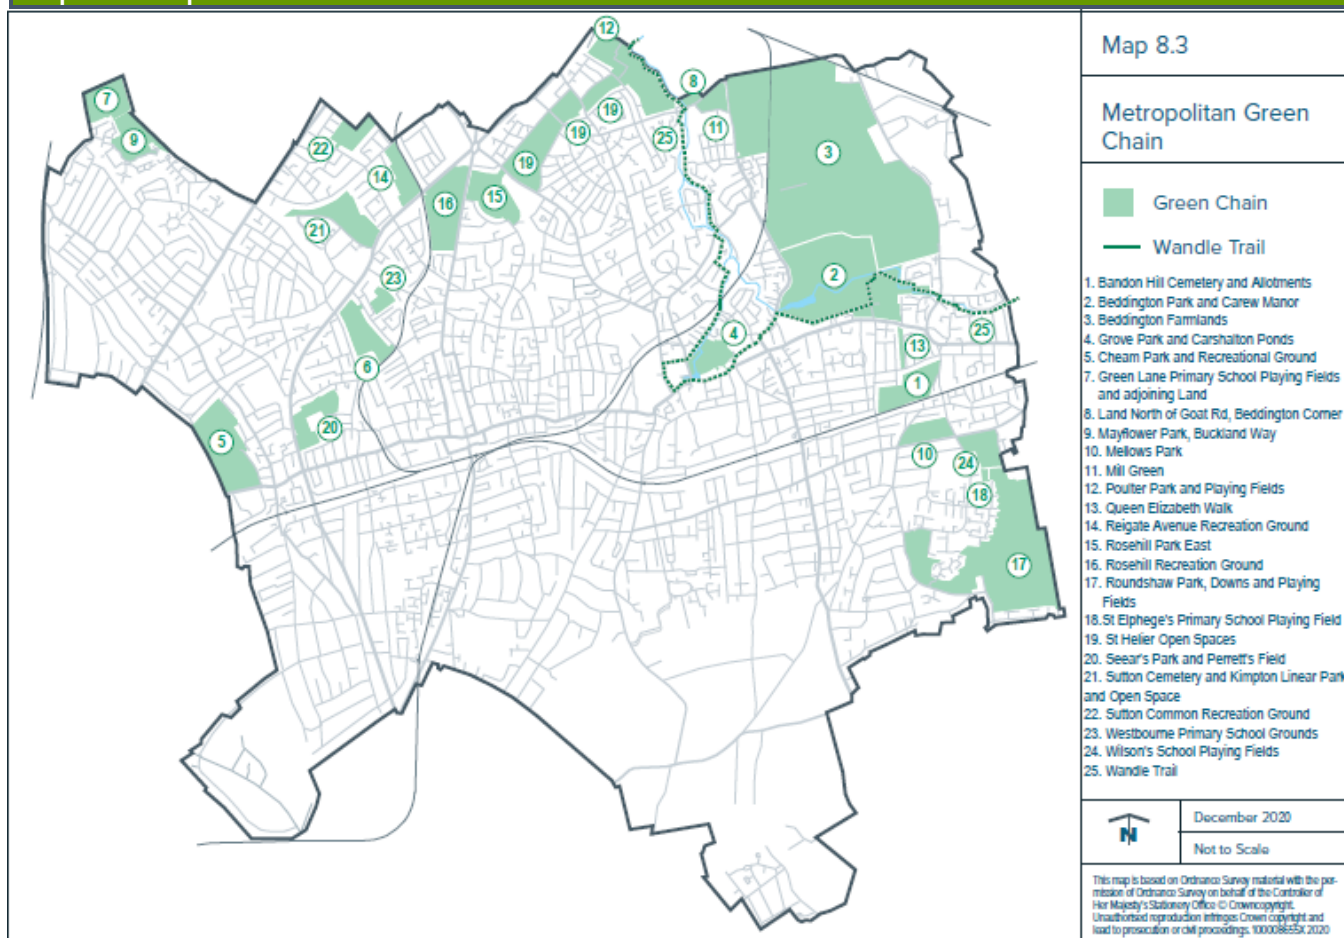 Map 8.3
Metropolitan Green
Chain
Green Chain
Wandle Trail
1. Bandon Hill Cemetery and Allotments
2. Beddington Park and Carew Manor
3. Beddington Farmlands
4. Grove Park and Carshalton Ponds
5. Cheam Park and Recreational Ground
7. Green Lane Primary School Playing Fields
and adjoining Land
8. Land North of Goat Rd, Beddington Corner
9. Mayflower Park, Buckland Way
10. Mellows Park
11. Mill Green
12. Poulter Park and Playing Fields
13. Queen Elizabeth Walk
14. Reigate Avenue Recreation Ground
15. Rosehill Park East
16. Rosehill Recreation Ground
17. Roundshaw Park, Downs and Playing
Fields
18.St Elphege's Primary School Playing Field
19. St Helier Open Spaces
20. Seear's Park and Perrett's Field
21. Sutton Cemetery and Kimpton Linear Park
and Open Space
22. Sutton Common Recreation Ground
23. Westbourne Primary School Grounds
24. Wilson's School Playing Fields
25. Wandle Trail
N
December 2020
Not to Scale
This map is based on Ordnance Survey material with the per-
mission of Ordnance Survey on behalf of the Controller of
Her Majesty's Stationery Office © Crowncopyright.
Unauthorised reproduction infringes Crown copyright and
lead to prosecution or civil proceedings. 2020
12
7
8
19
11
19
25
9
22
3
19
14
15
16
21
2
23
4
25
13
6
1
20
5
10
24
18
17